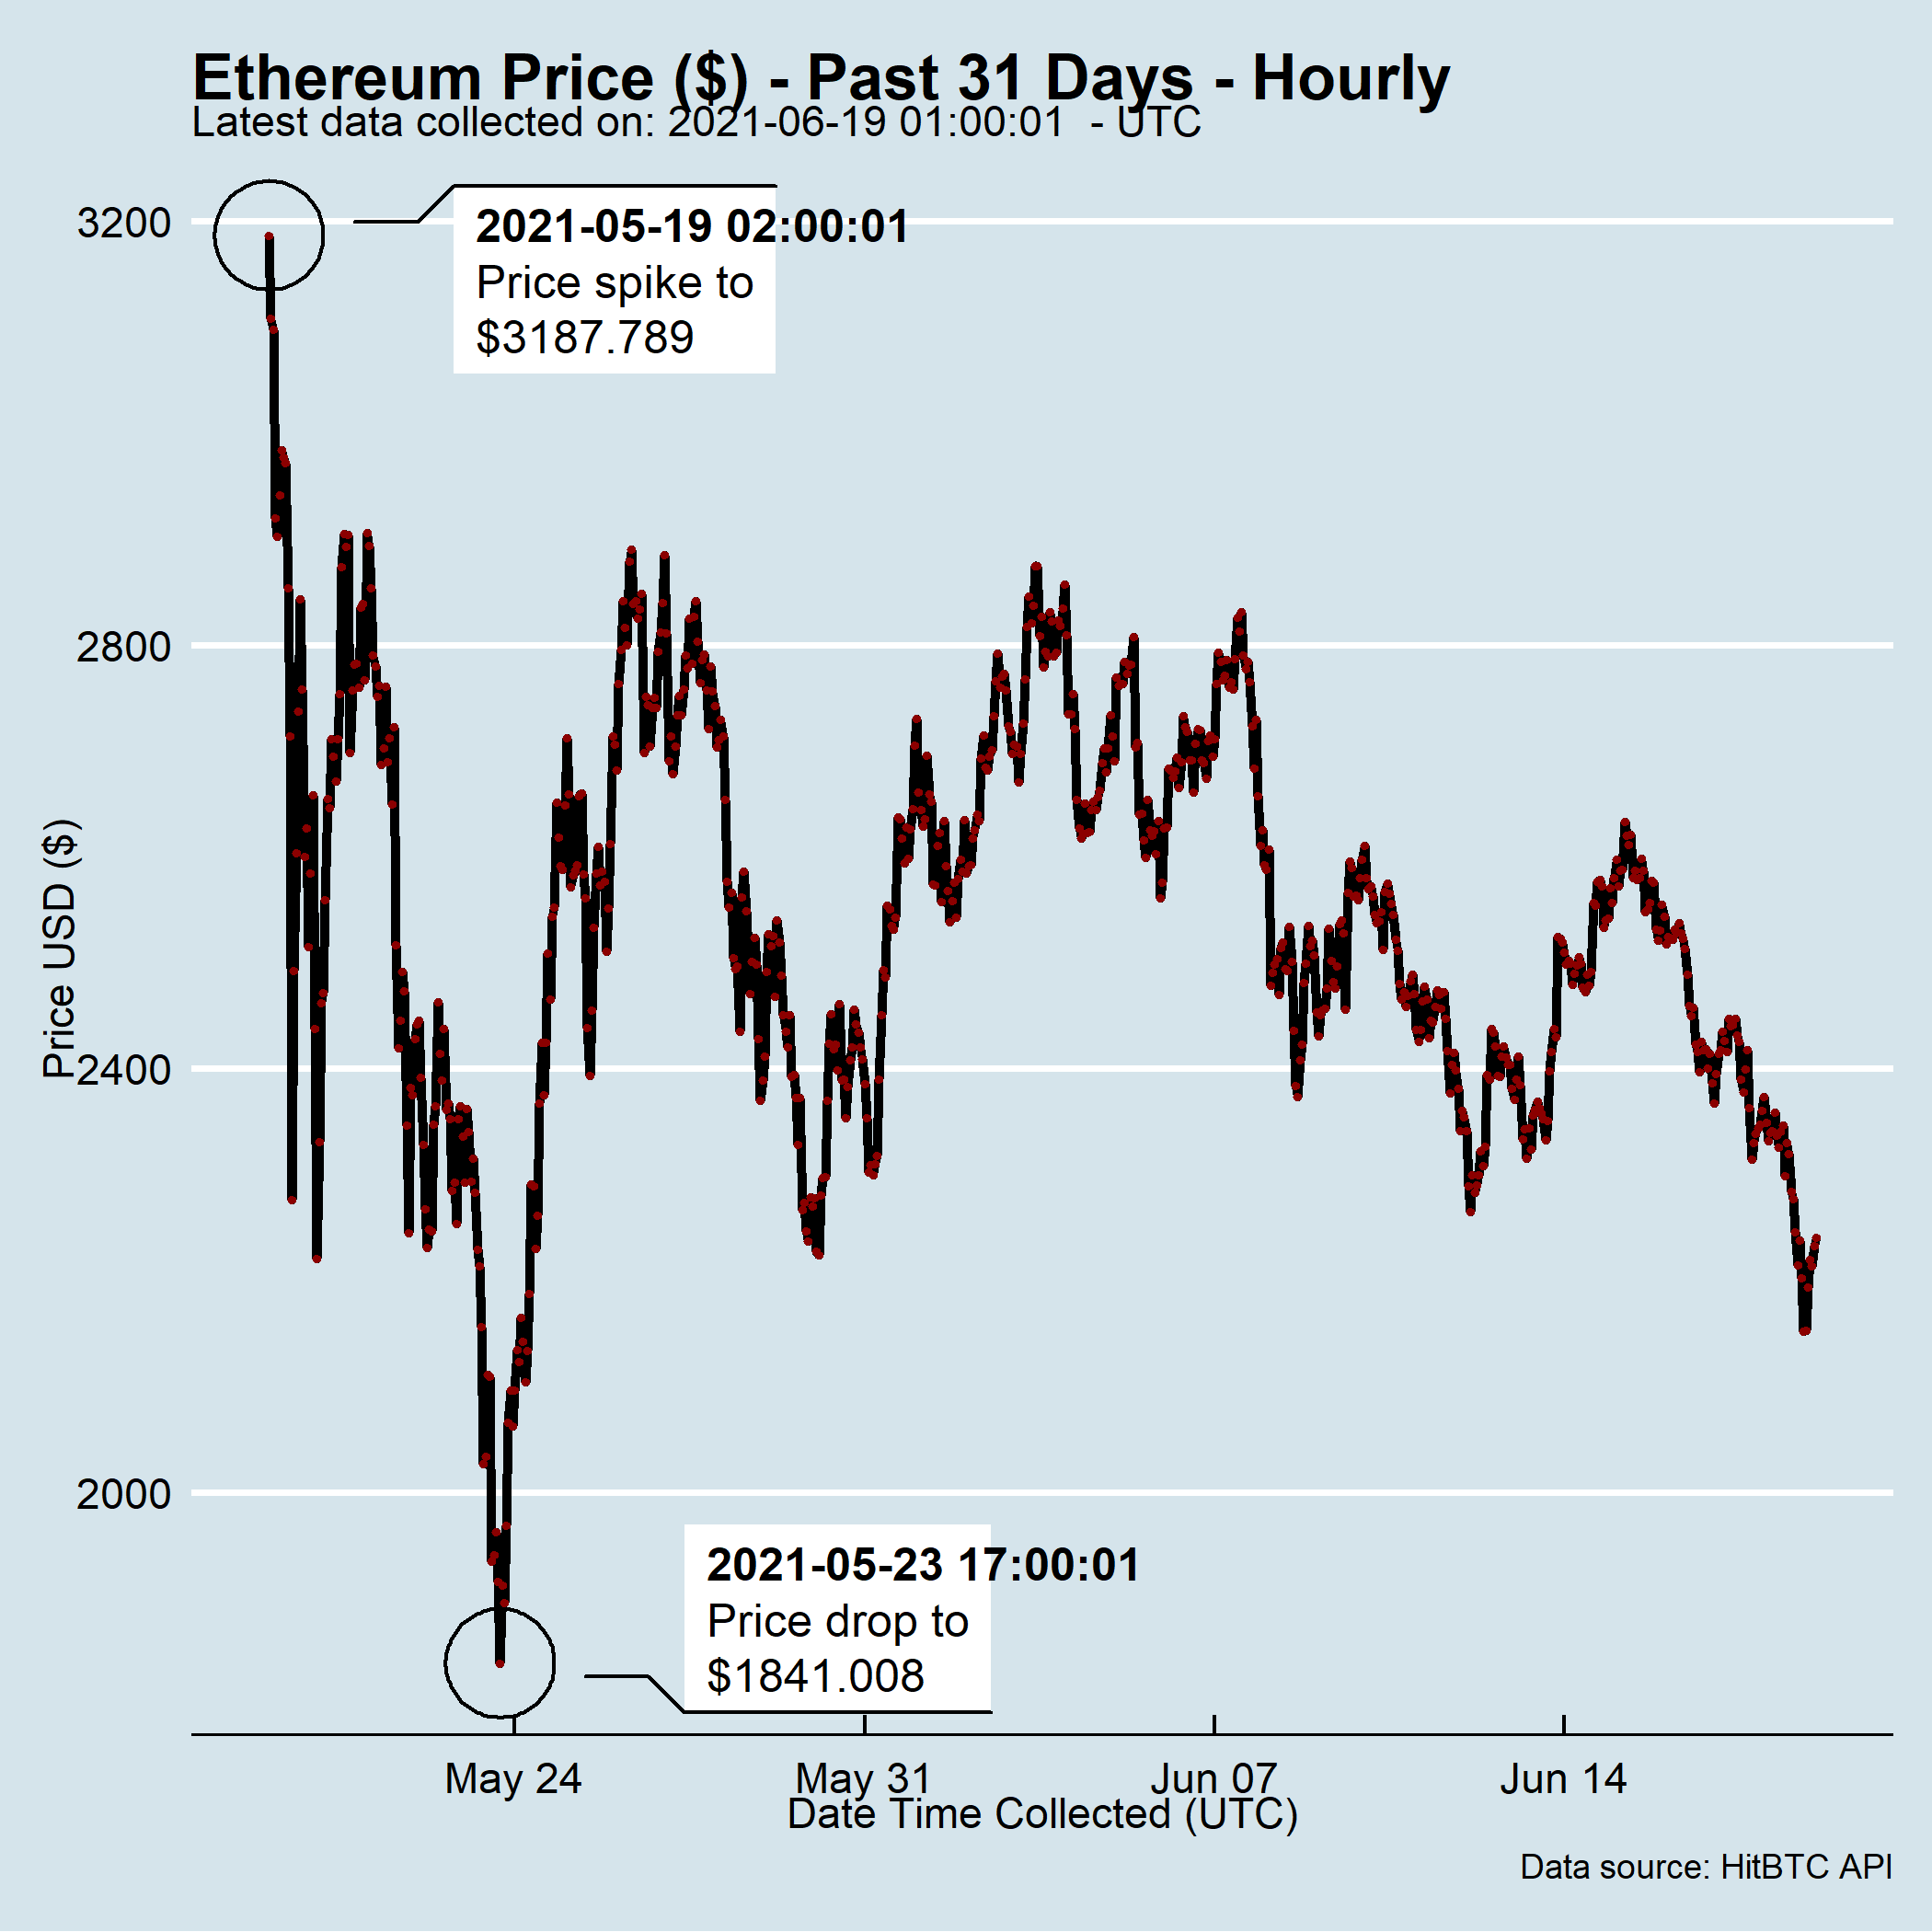 Ethereum Price ($) - Past 31 Days - Hourly
Latest data collected on: 2021-06-19 01:00:01  - UTC
3200
2021-05-19 02:00:01
Price spike to
$3187.789
2800
Price USD ($)
2400
2000
2021-05-23 17:00:01
Price drop to
$1841.008
May 24
May 31
Jun 07
Jun 14
Date Time Collected (UTC)
Data source: HitBTC API